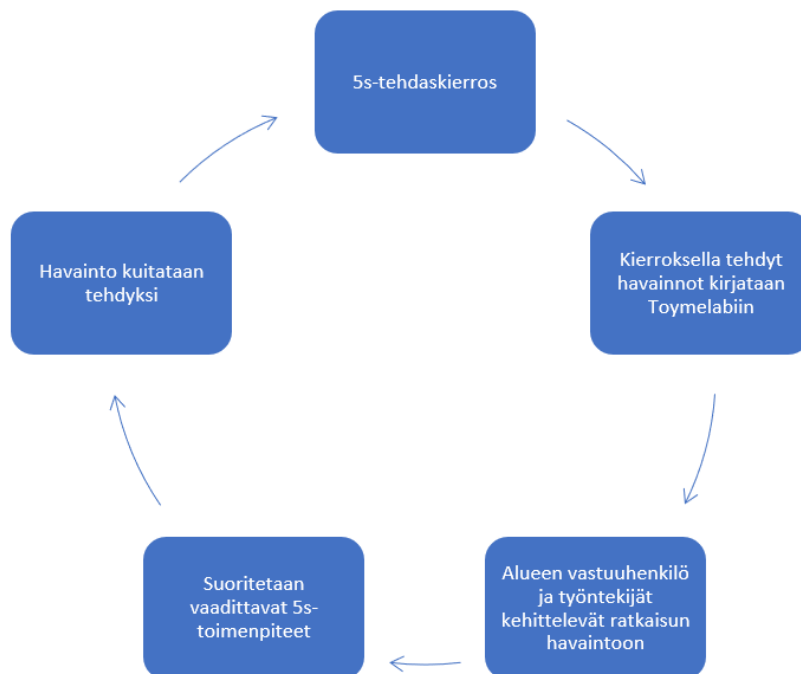 5s-tehdaskierros
Kierroksella tehdyt
havainnot kirjataan
Toymelabiin
Alueen vastuuhenkilö
ja työntekijät
kehittelevät ratkaisun
havaintoon
Suoritetaan
vaadittavat 5s-
toimenpiteet
Havainto kuitataan
tehdyksi